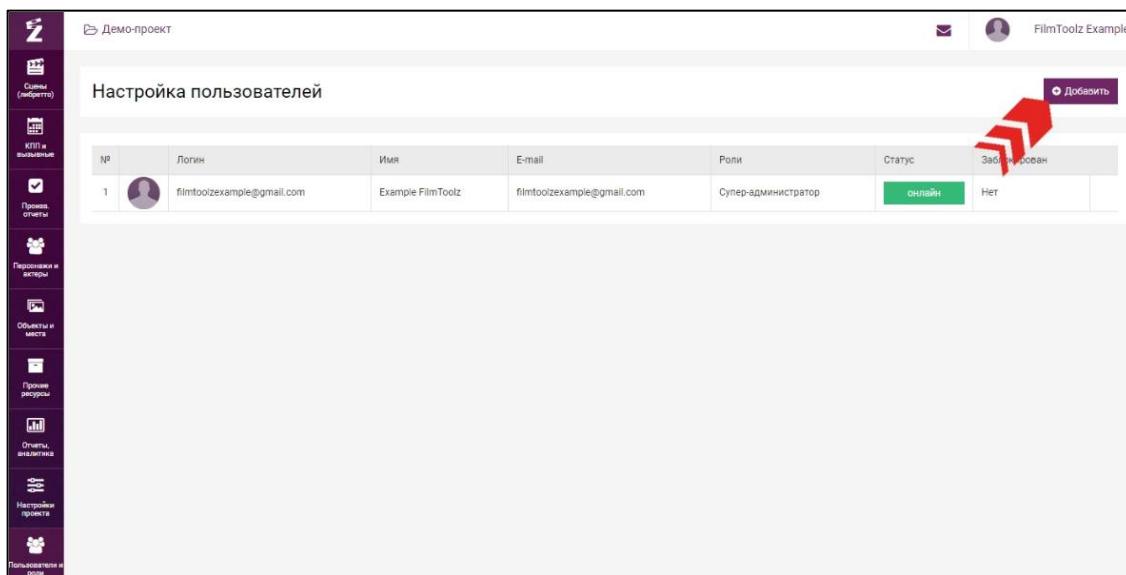 Демо-проект
FilmToolz Example
Сцены
(либретто)
КПП и
вызывные
Произв.
отчеты
Персонажи и
актеры
Объекты и
места
Прочие
ресурсы
Отчеты,
аналитика
Настройки
проекта
Пользователи и
роли
Настройка пользователей
Добавить
№ Логин Имя E-mail Роли Статус Заблокирован
1 filmtoolzexample@gmail.com Example FilmToolz filmtoolzexample@gmail.com Супер-администратор онлайн Нет